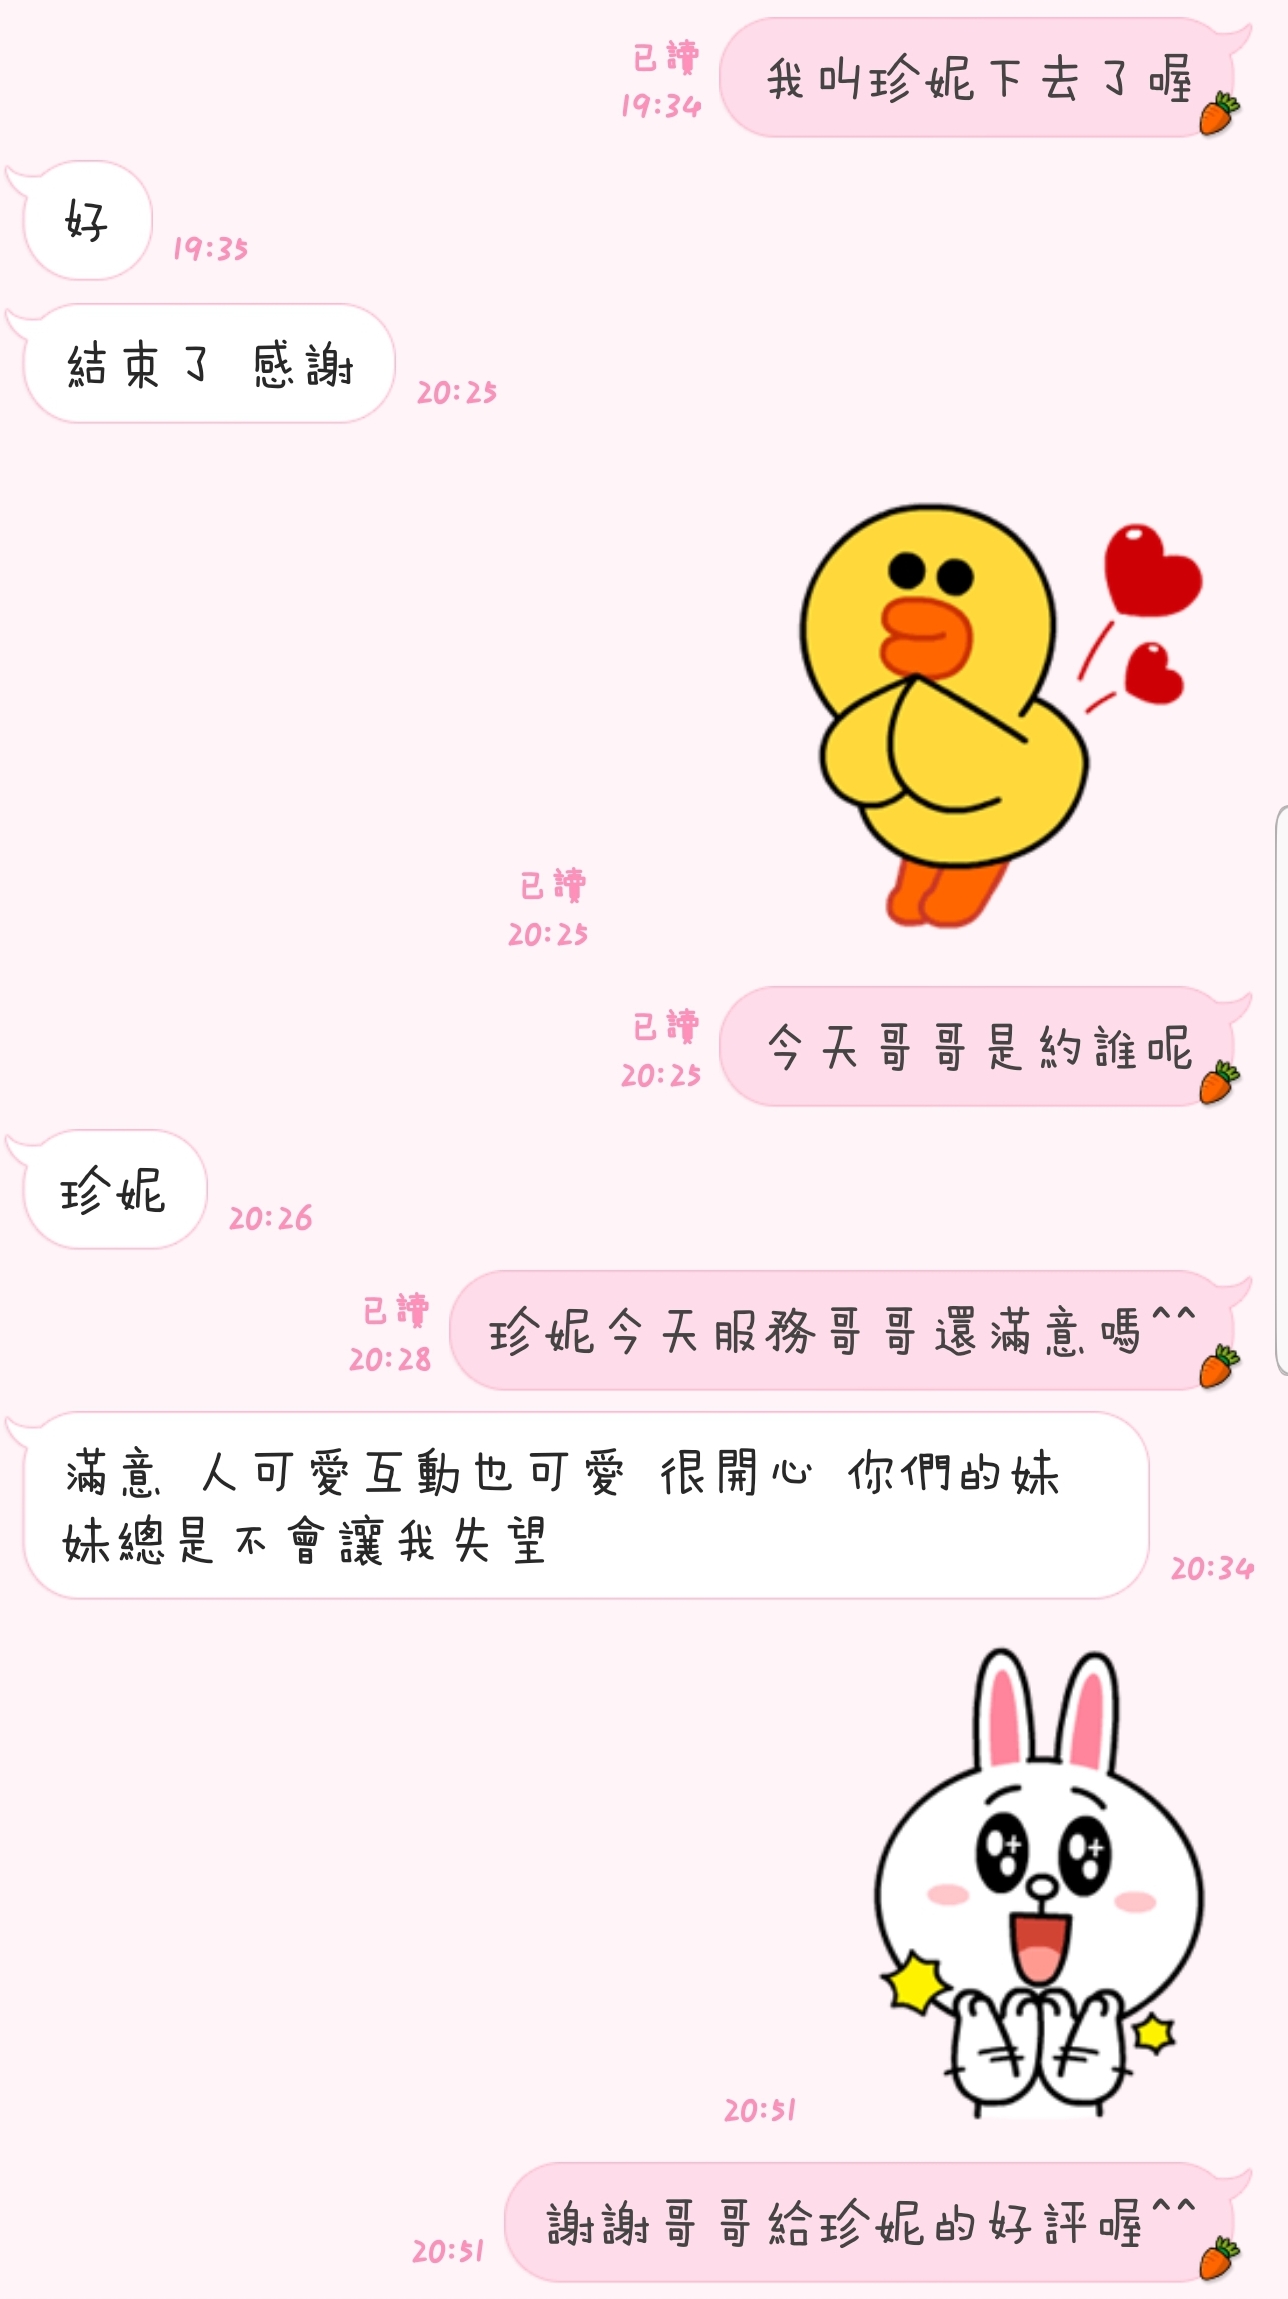 我叫珍妮下去了喔
已讀
19:34
好
19:35
結束了 感謝
20:25
已讀
20:25
今天哥哥是約誰呢
已讀
20:25
珍妮
20:26
珍妮今天服務哥哥還滿意嗎^^
已讀
20:28
滿意 人可愛互動也可愛 很開心 你們的妹
妹總是不會讓我失望
20:34
20:51
謝謝哥哥給珍妮的好評喔^^
20:51